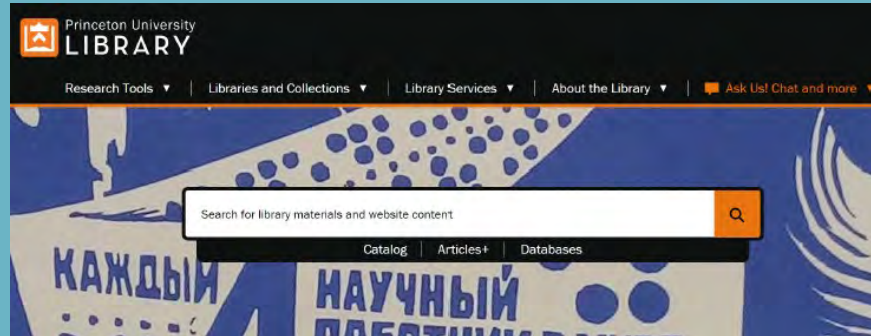 Princeton University
LIBRARY
Research Tools ▼ | Libraries and Collections ▼ | Library Services ▼ | About the Library ▼ | Ask Us! Chat and more ▼
Search for library materials and website content
Catalog | Articles+ | Databases
КАЖДЫЙ
НАУЧНЫЙ
РАБОТНИК